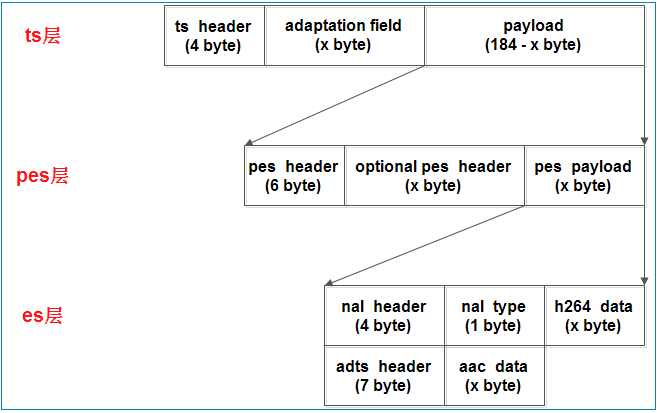 ts层
ts header
(4 byte)
adaptation field
(x byte)
payload
(184 - x byte)
pes层
pes header
(6 byte)
optional pes header
(x byte)
pes payload
(x byte)
es层
nal header
(4 byte)
nal type
(1 byte)
h264 data
(x byte)
adts header
(7 byte)
aac data
(x byte)